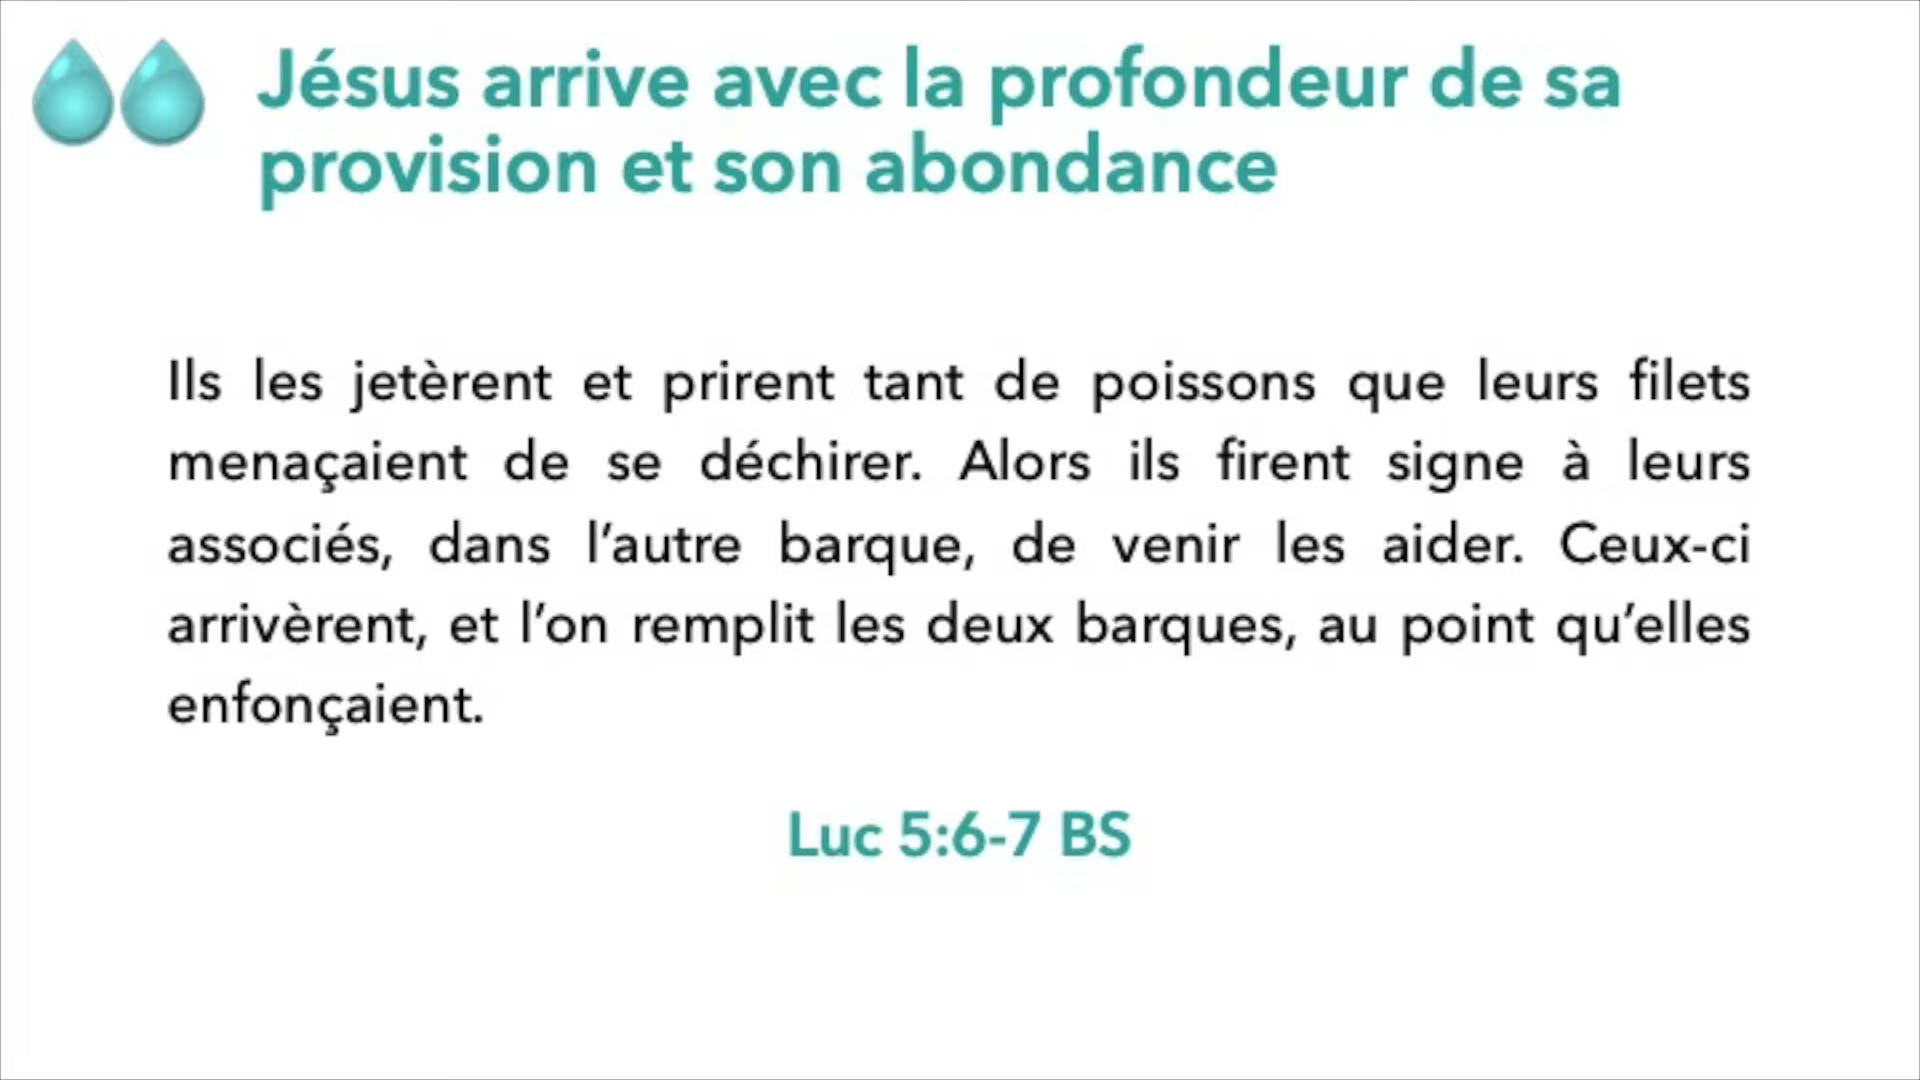 Jésus arrive avec la profondeur de sa
provision et son abondance
Ils les jetèrent et prirent tant de poissons que leurs filets
menaçaient de se déchirer. Alors ils firent signe à leurs
associés, dans l’autre barque, de venir les aider. Ceux-ci
arrivèrent, et l’on remplit les deux barques, au point qu’elles
enfonçaient.
Luc 5:6-7 BS